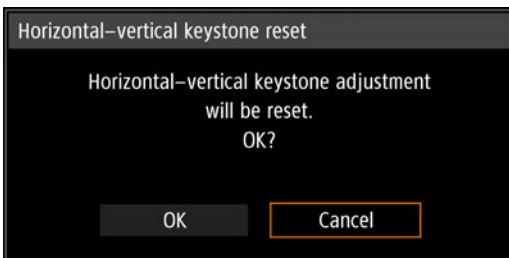 Horizontal–vertical keystone reset
Horizontal–vertical keystone adjustment
will be reset.
OK?
OK
Cancel